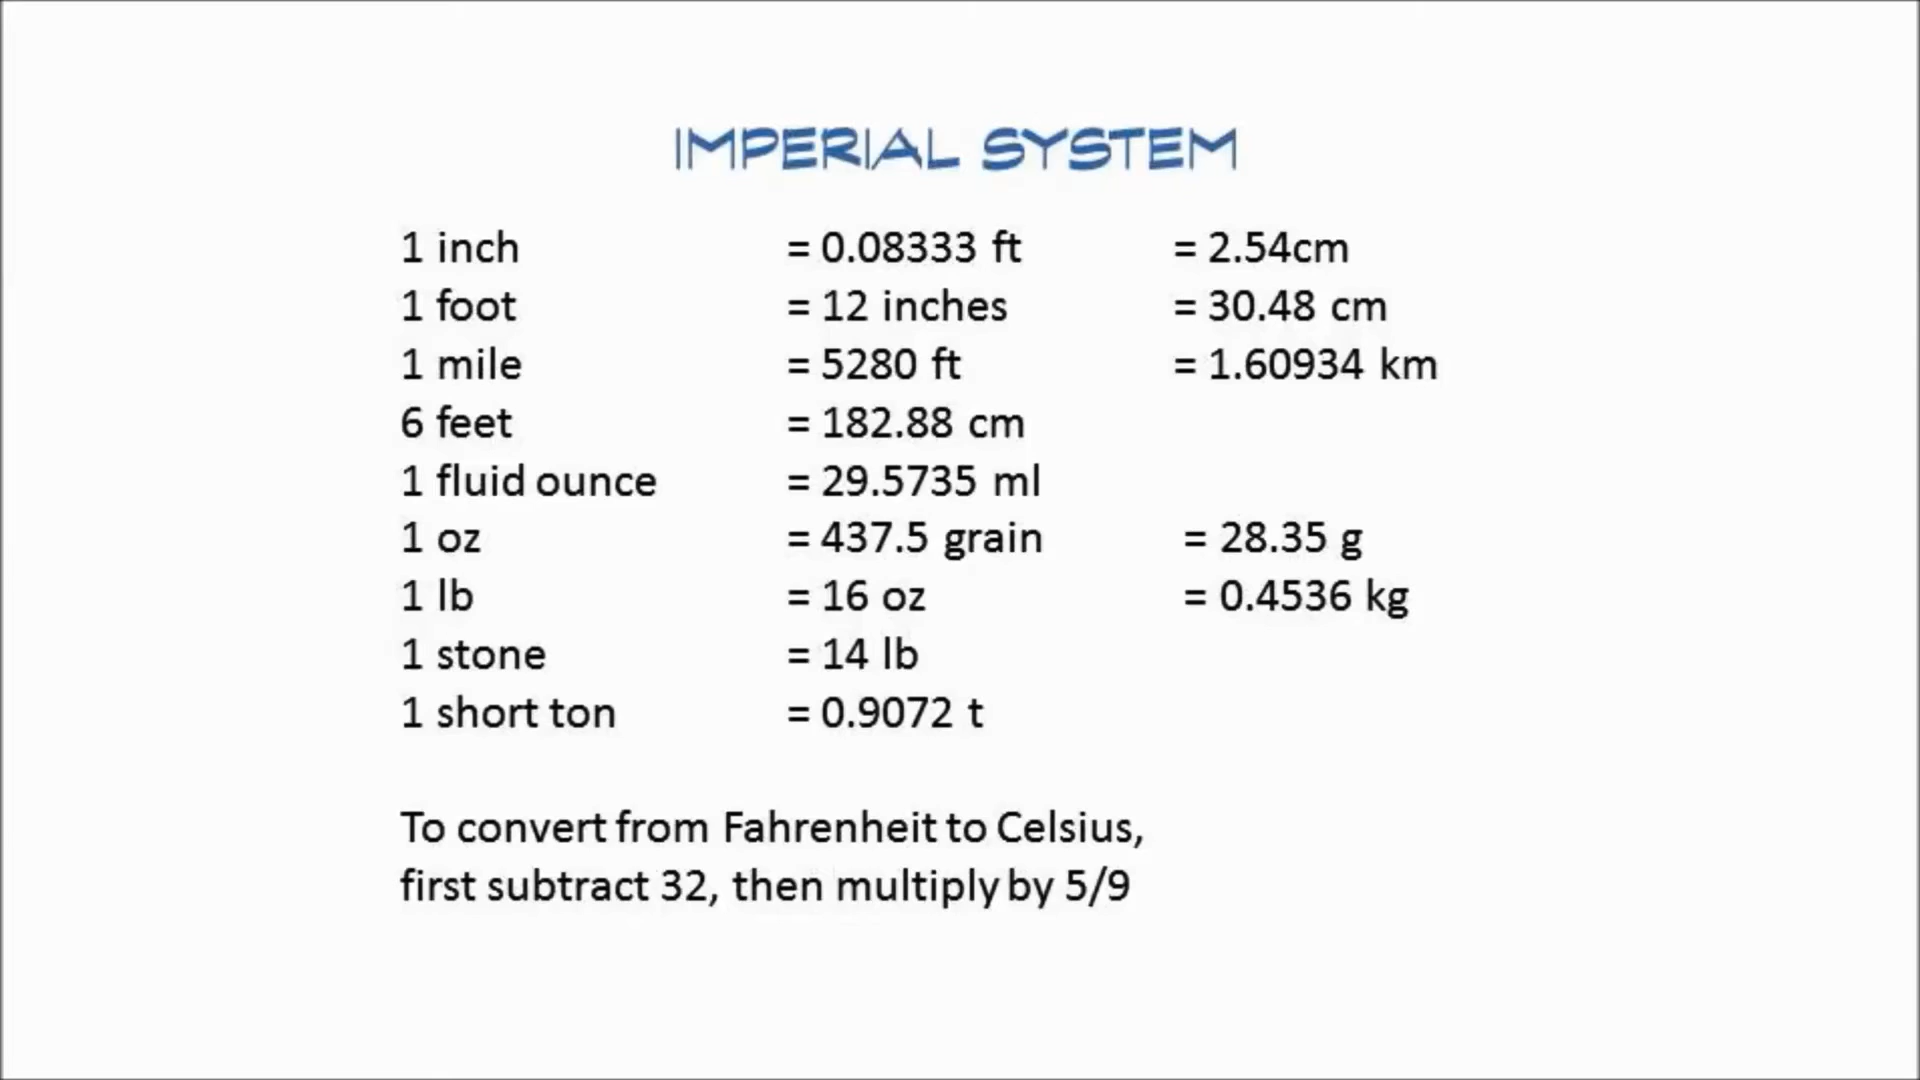 IMPERIAL SYSTEM
1 inch = 0.08333 ft = 2.54cm
1 foot = 12 inches = 30.48 cm
1 mile = 5280 ft = 1.60934 km
6 feet = 182.88 cm
1 fluid ounce = 29.5735 ml
1 oz = 437.5 grain = 28.35 g
1 lb = 16 oz = 0.4536 kg
1 stone = 14 lb
1 short ton = 0.9072 t
To convert from Fahrenheit to Celsius,
first subtract 32, then multiply by 5/9